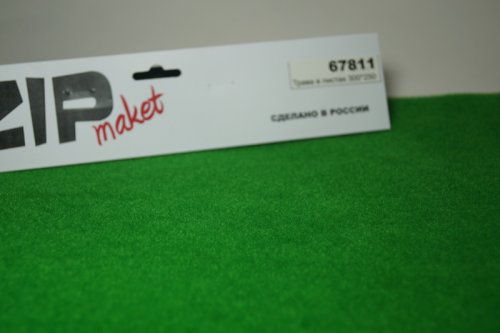 ZIP
maket
67811
Трава в листах 300*250
СДЕЛАНО В РОССИИ